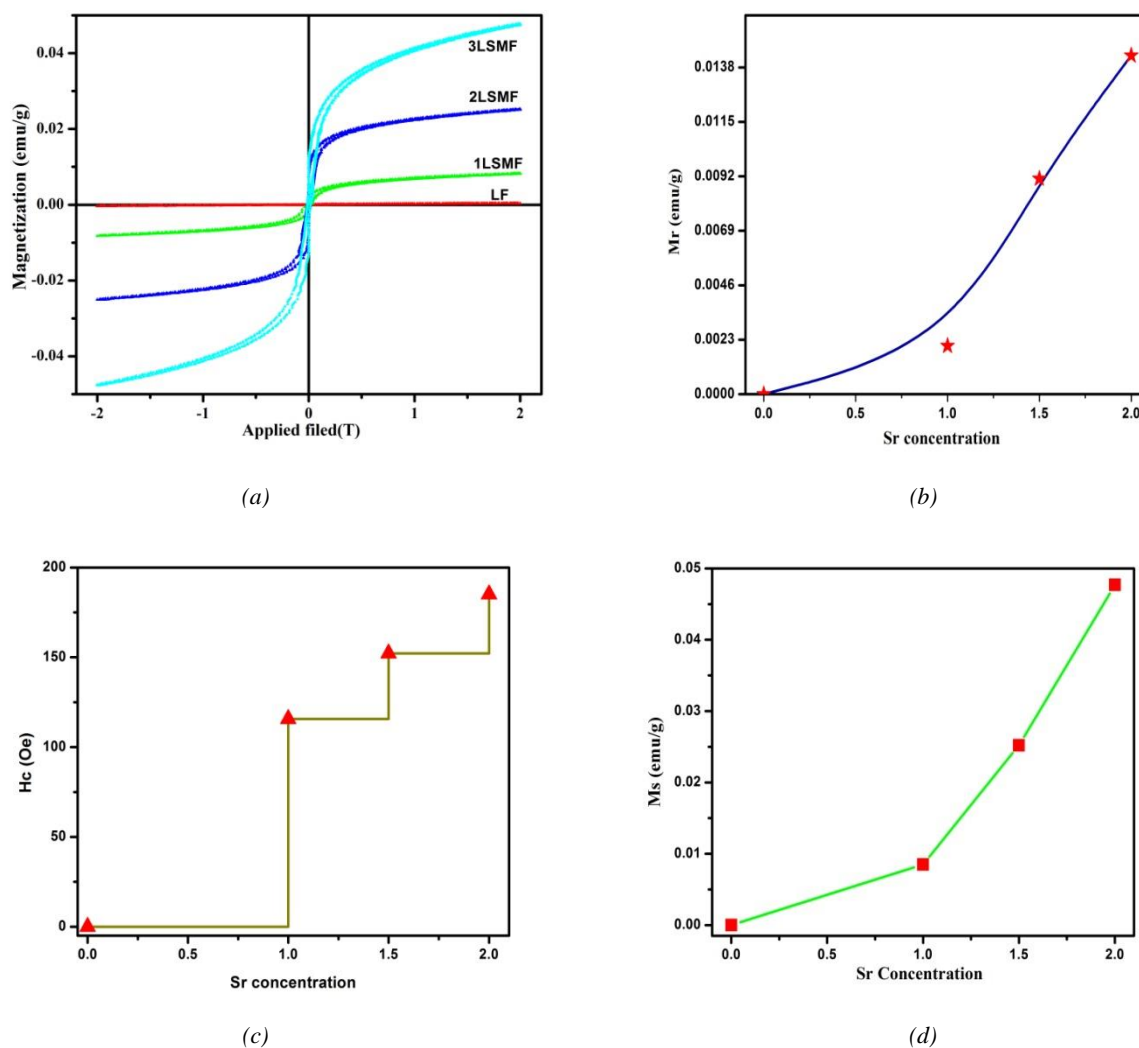 0.04
0.02
0.00
-0.02
-0.04
Magnetization (emu/g)
3LSMF
2LSMF
1LSMF
LF
-2
-1
0
1
2
Applied filed(T)
(a)
0.0138
0.0115
0.0092
0.0069
0.0046
0.0023
0.0000
Mr (emu/g)
0.0
0.5
1.0
1.5
2.0
Sr concentration
(b)
200
150
100
50
0
Hc (Oe)
0.0
0.5
1.0
1.5
2.0
Sr concentration
(c)
0.05
0.04
0.03
0.02
0.01
0.00
Ms (emu/g)
0.0
0.5
1.0
1.5
2.0
Sr Concentration
(d)